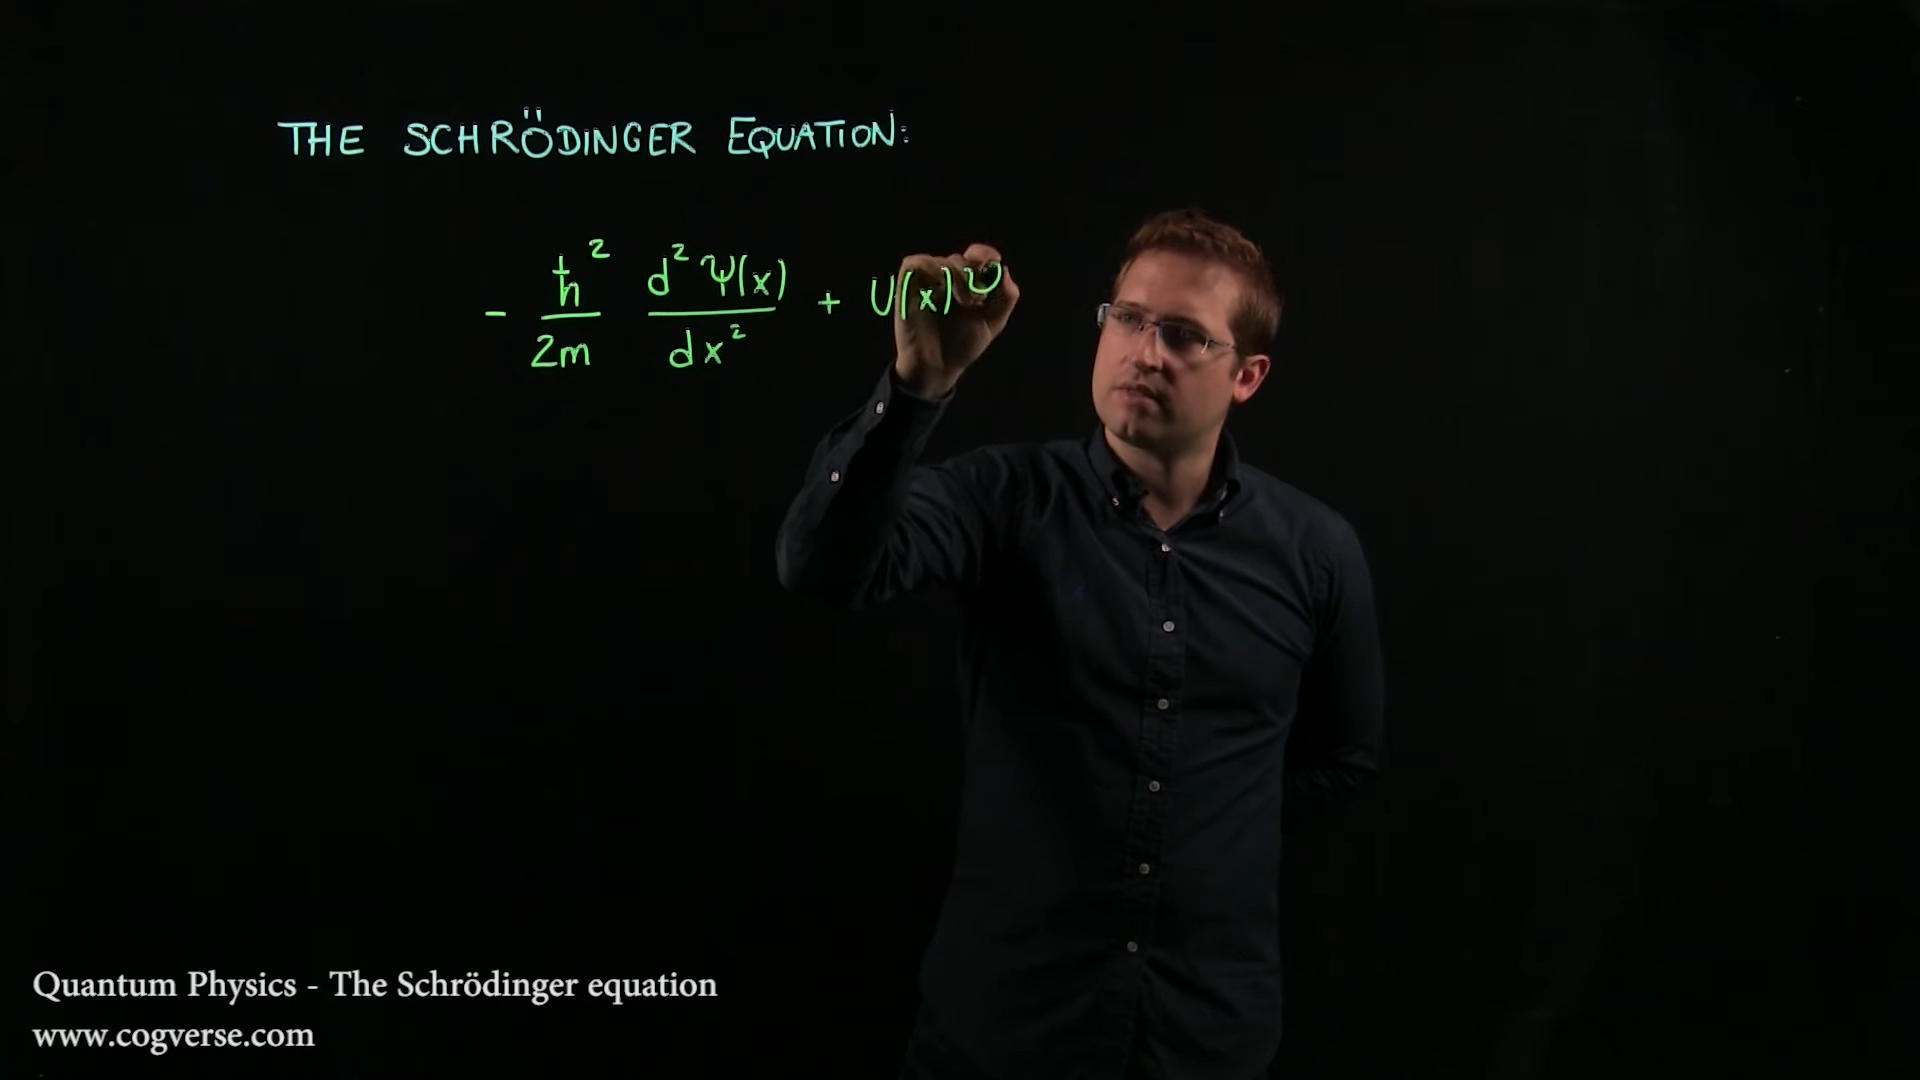 THE SCHRÖDINGER EQUATION:
- ħ²/2m d²Ψ(x)/dx² + U(x)
Quantum Physics - The Schrödinger equation
www.cogverse.com